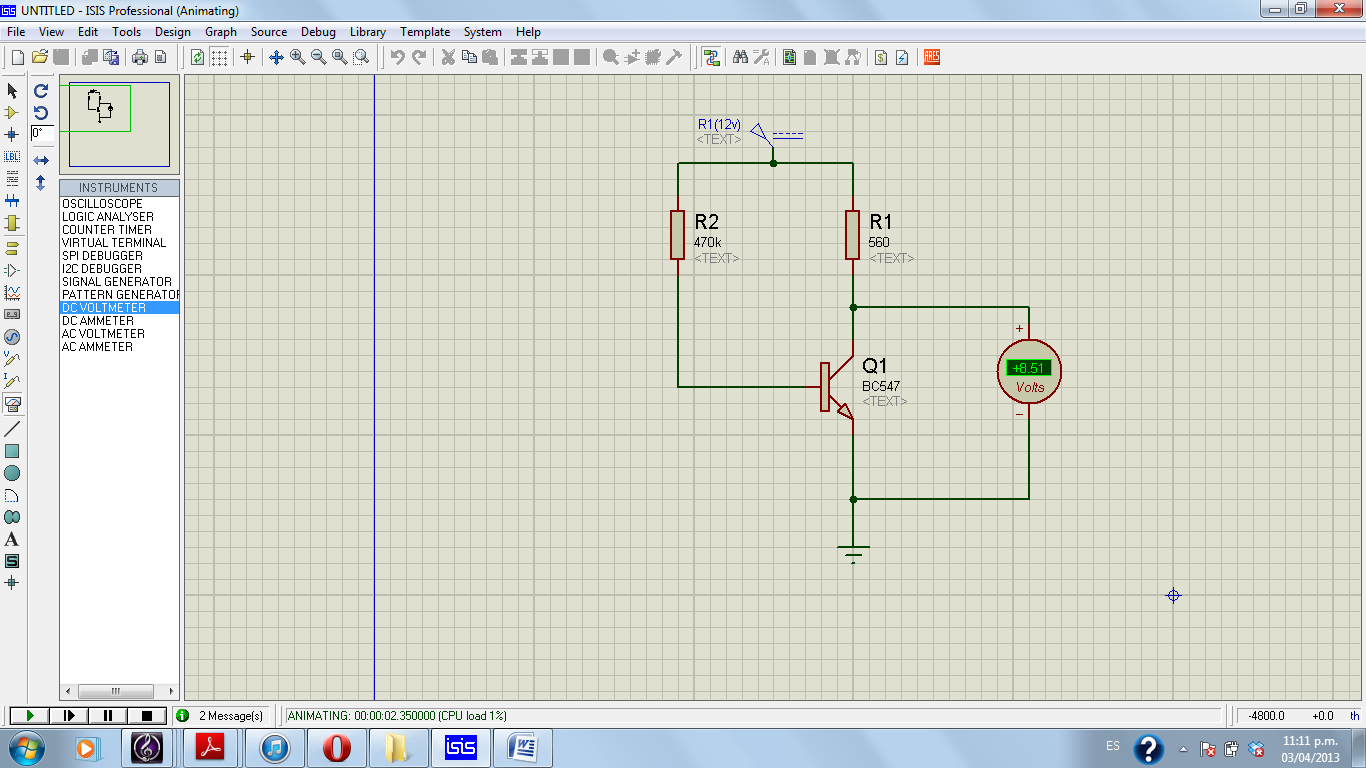 isis UNTITLED - ISIS Professional (Animating)
File View Edit Tools Design Graph Source Debug Library Template System Help
ARES
0°
LBL
INSTRUMENTS
OSCILLOSCOPE
LOGIC ANALYSER
COUNTER TIMER
VIRTUAL TERMINAL
SPI DEBUGGER
I2C DEBUGGER
SIGNAL GENERATOR
PATTERN GENERATOR
DC VOLTMETER
DC AMMETER
AC VOLTMETER
AC AMMETER
A
S
R1(12v)
<TEXT>
R2
470k
<TEXT>
R1
560
<TEXT>
Q1
BC547
<TEXT>
+
+8.51
Volts
−
2 Message(s) ANIMATING: 00:00:02.350000 (CPU load 1%) -4800.0 +0.0 th
isis
ES
11:11 p.m.
03/04/2013